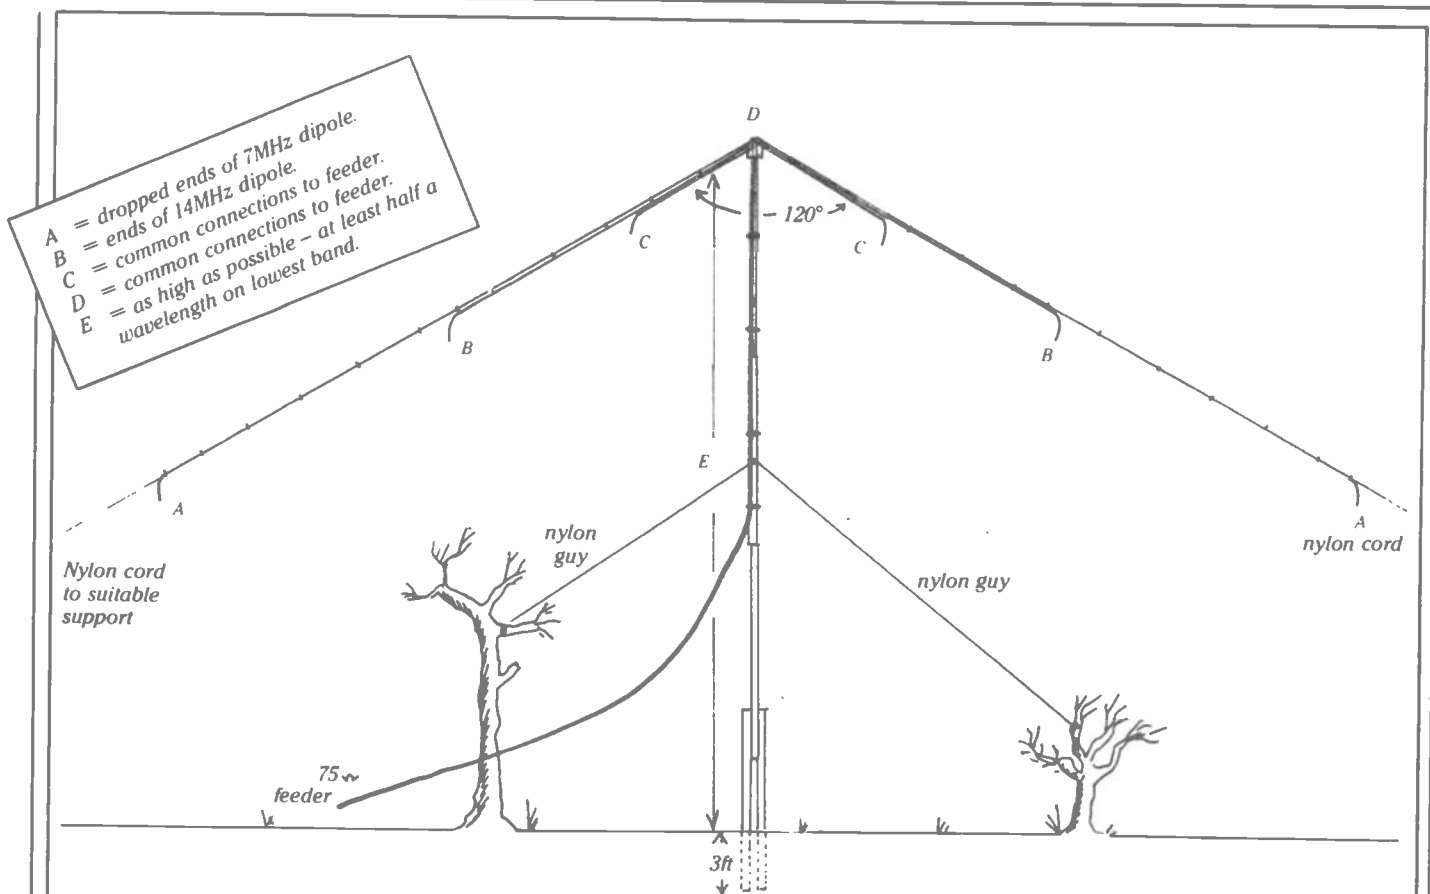 A = dropped ends of 7MHz dipole.
B = ends of 14MHz dipole.
C = common connections to feeder.
D = common connections to feeder.
E = as high as possible – at least half a
wavelength on lowest band.
D
– 120°
C
C
B
B
E
A
A
nylon
guy
nylon cord
Nylon cord
to suitable
support
nylon guy
75
feeder
3ft